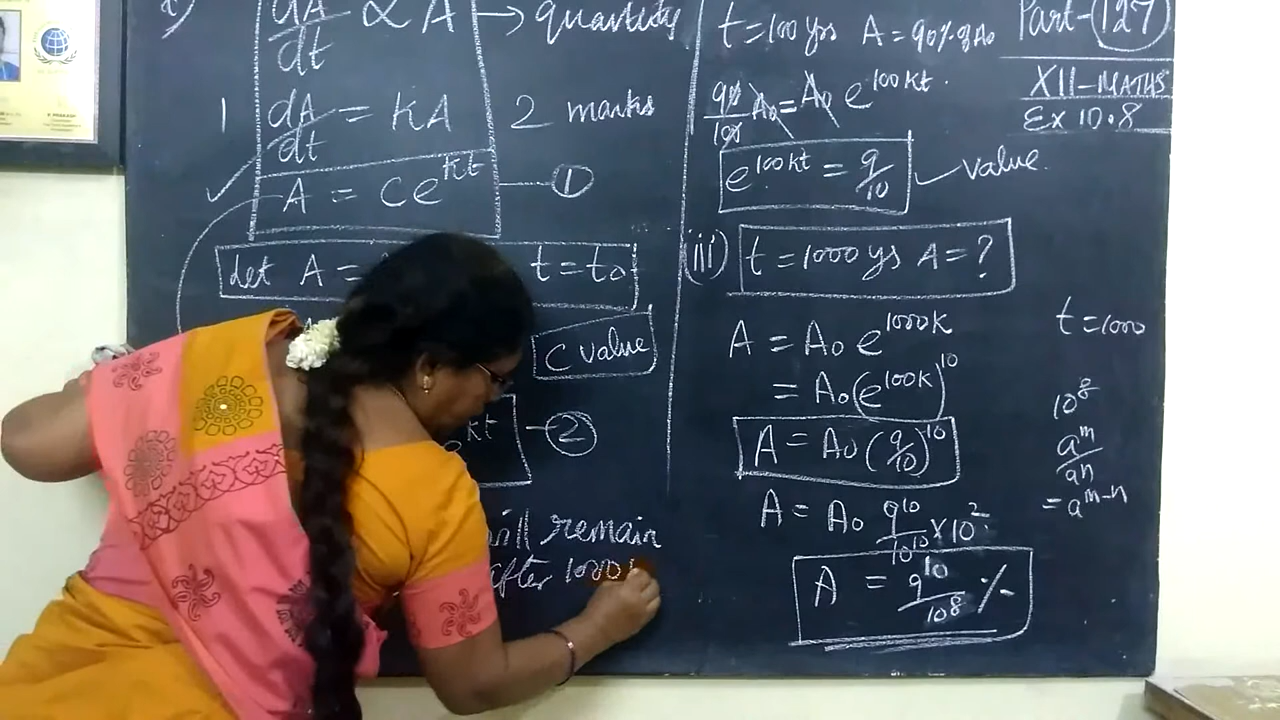 dA/dt ∝ A → quantity
1 dA/dt = KA 2 marks
A = Ce^kt — ①
Let A = t = t₀
C value
e^kt — ②
will remain
after 1000
t = 100 yrs A = 90% of A₀
90/100 A₀ = A₀ e^100kt
e^100kt = 9/10 value
(iii) t = 1000 ys A = ?
A = A₀ e^1000k
= A₀ (e^100k)^10
A = A₀ (9/10)^10
A = A₀ 9^10/10^10 × 10^2
A = 9^10/10^8 %
Part-127
XII-MATHS
Ex 10.8
t = 1000
10^8
a^m/a^n
= a^m-n